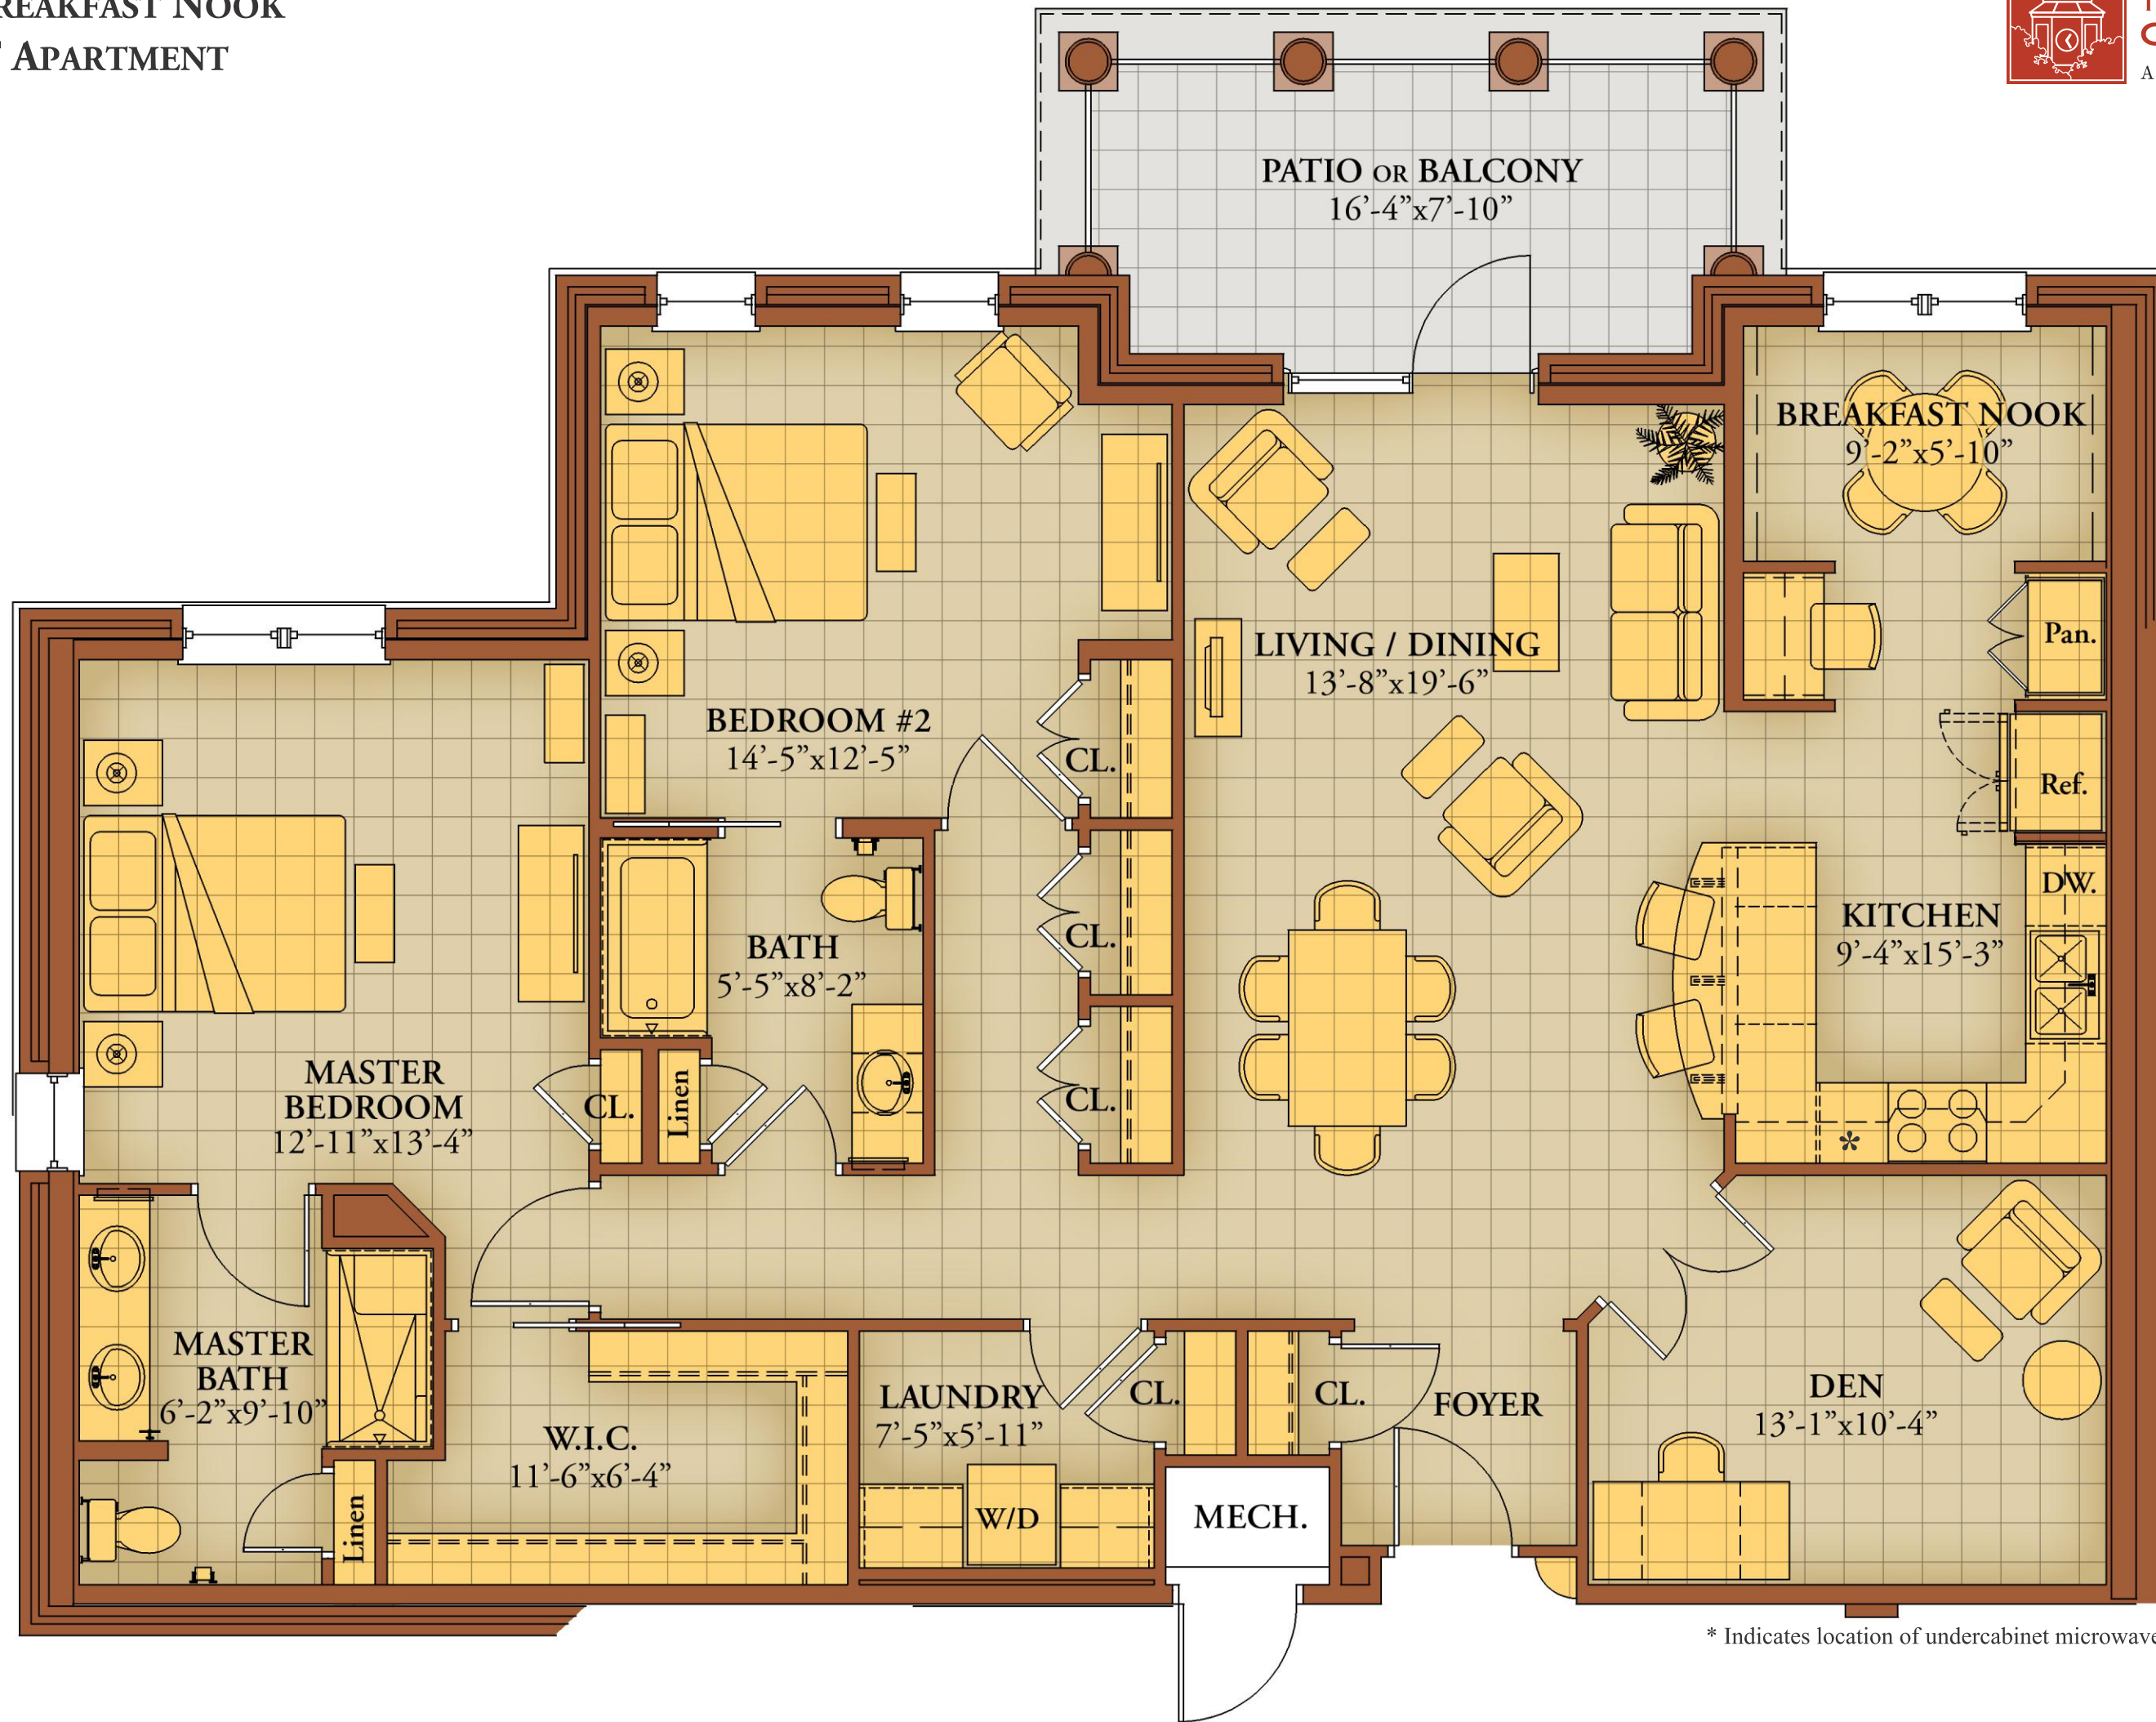 BREAKFAST NOOK
APARTMENT
PATIO OR BALCONY
16’-4”x7’-10”
BREAKFAST NOOK
9’-2”x5’-10”
Pan.
LIVING / DINING
13’-8”x19’-6”
BEDROOM #2
14’-5”x12’-5”
CL.
Ref.
DW.
KITCHEN
9’-4”x15’-3”
CL.
BATH
5’-5”x8’-2”
MASTER
BEDROOM
12’-11”x13’-4”
CL.
Linen
CL.
*
MASTER
BATH
6’-2”x9’-10”
W.I.C.
11’-6”x6’-4”
LAUNDRY
7’-5”x5’-11”
CL.
CL.
FOYER
DEN
13’-1”x10’-4”
Linen
W/D
MECH.
* Indicates location of undercabinet microwave